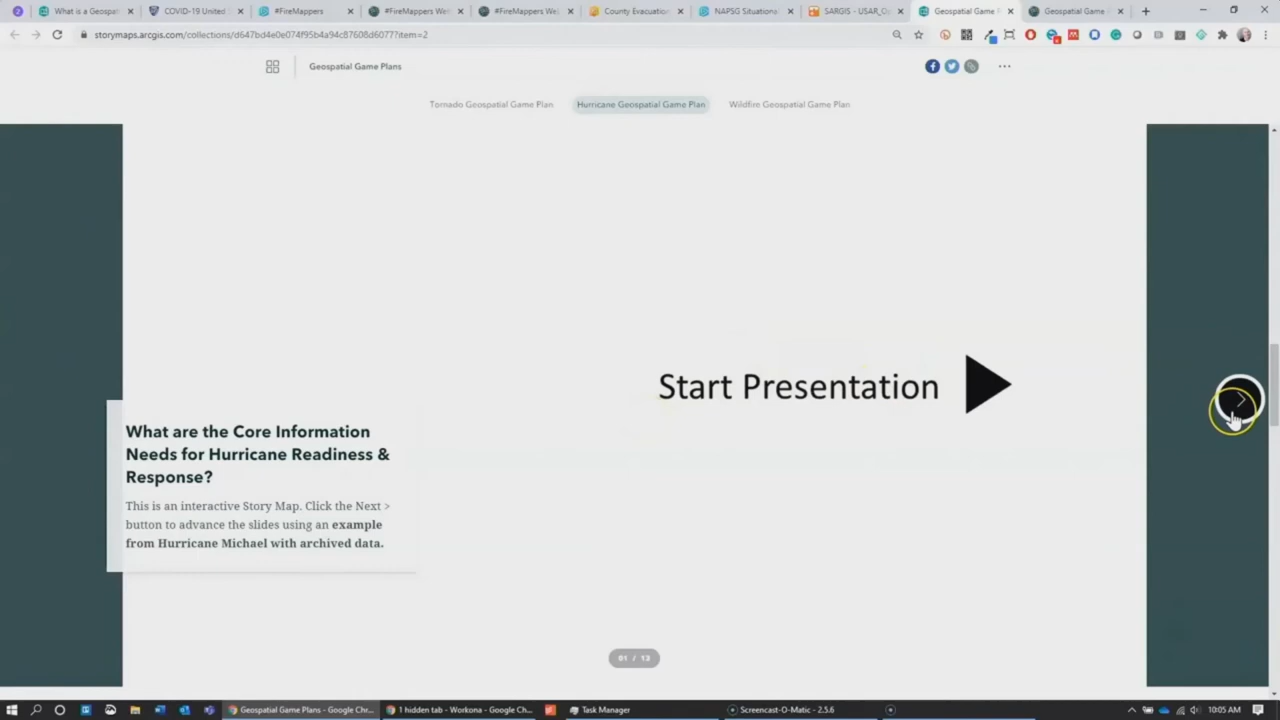 What is a Geospat
COVID-19 United
#FireMappers
#FireMappers We
#FireMappers We
County Evacuation
NAPSG Situationa
SARGIS - USAR_O
Geospatial Game P
Geospatial Game
storymaps.arcgis.com/collections/d647bd4e0e074f95b4a94c87608d6077?item=2
Geospatial Game Plans
Tornado Geospatial Game Plan
Hurricane Geospatial Game Plan
Wildfire Geospatial Game Plan
Start Presentation
What are the Core Information
Needs for Hurricane Readiness &
Response?
This is an interactive Story Map. Click the Next >
button to advance the slides using an example
from Hurricane Michael with archived data.
01 / 13
Geospatial Game Plans - Google Chr...
1 hidden tab - Workona - Google Ch...
Task Manager
Screencast-O-Matic - 2.5.6
10:05 AM